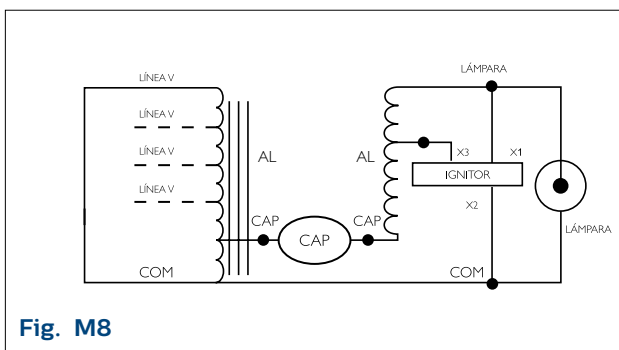 LÍNEA V
LÁMPARA
LÍNEA V
LÍNEA V
AL
AL
X3
X1
IGNITOR
LÍNEA V
X2
CAP
CAP
CAP
LÁMPARA
COM
COM
Fig. M8